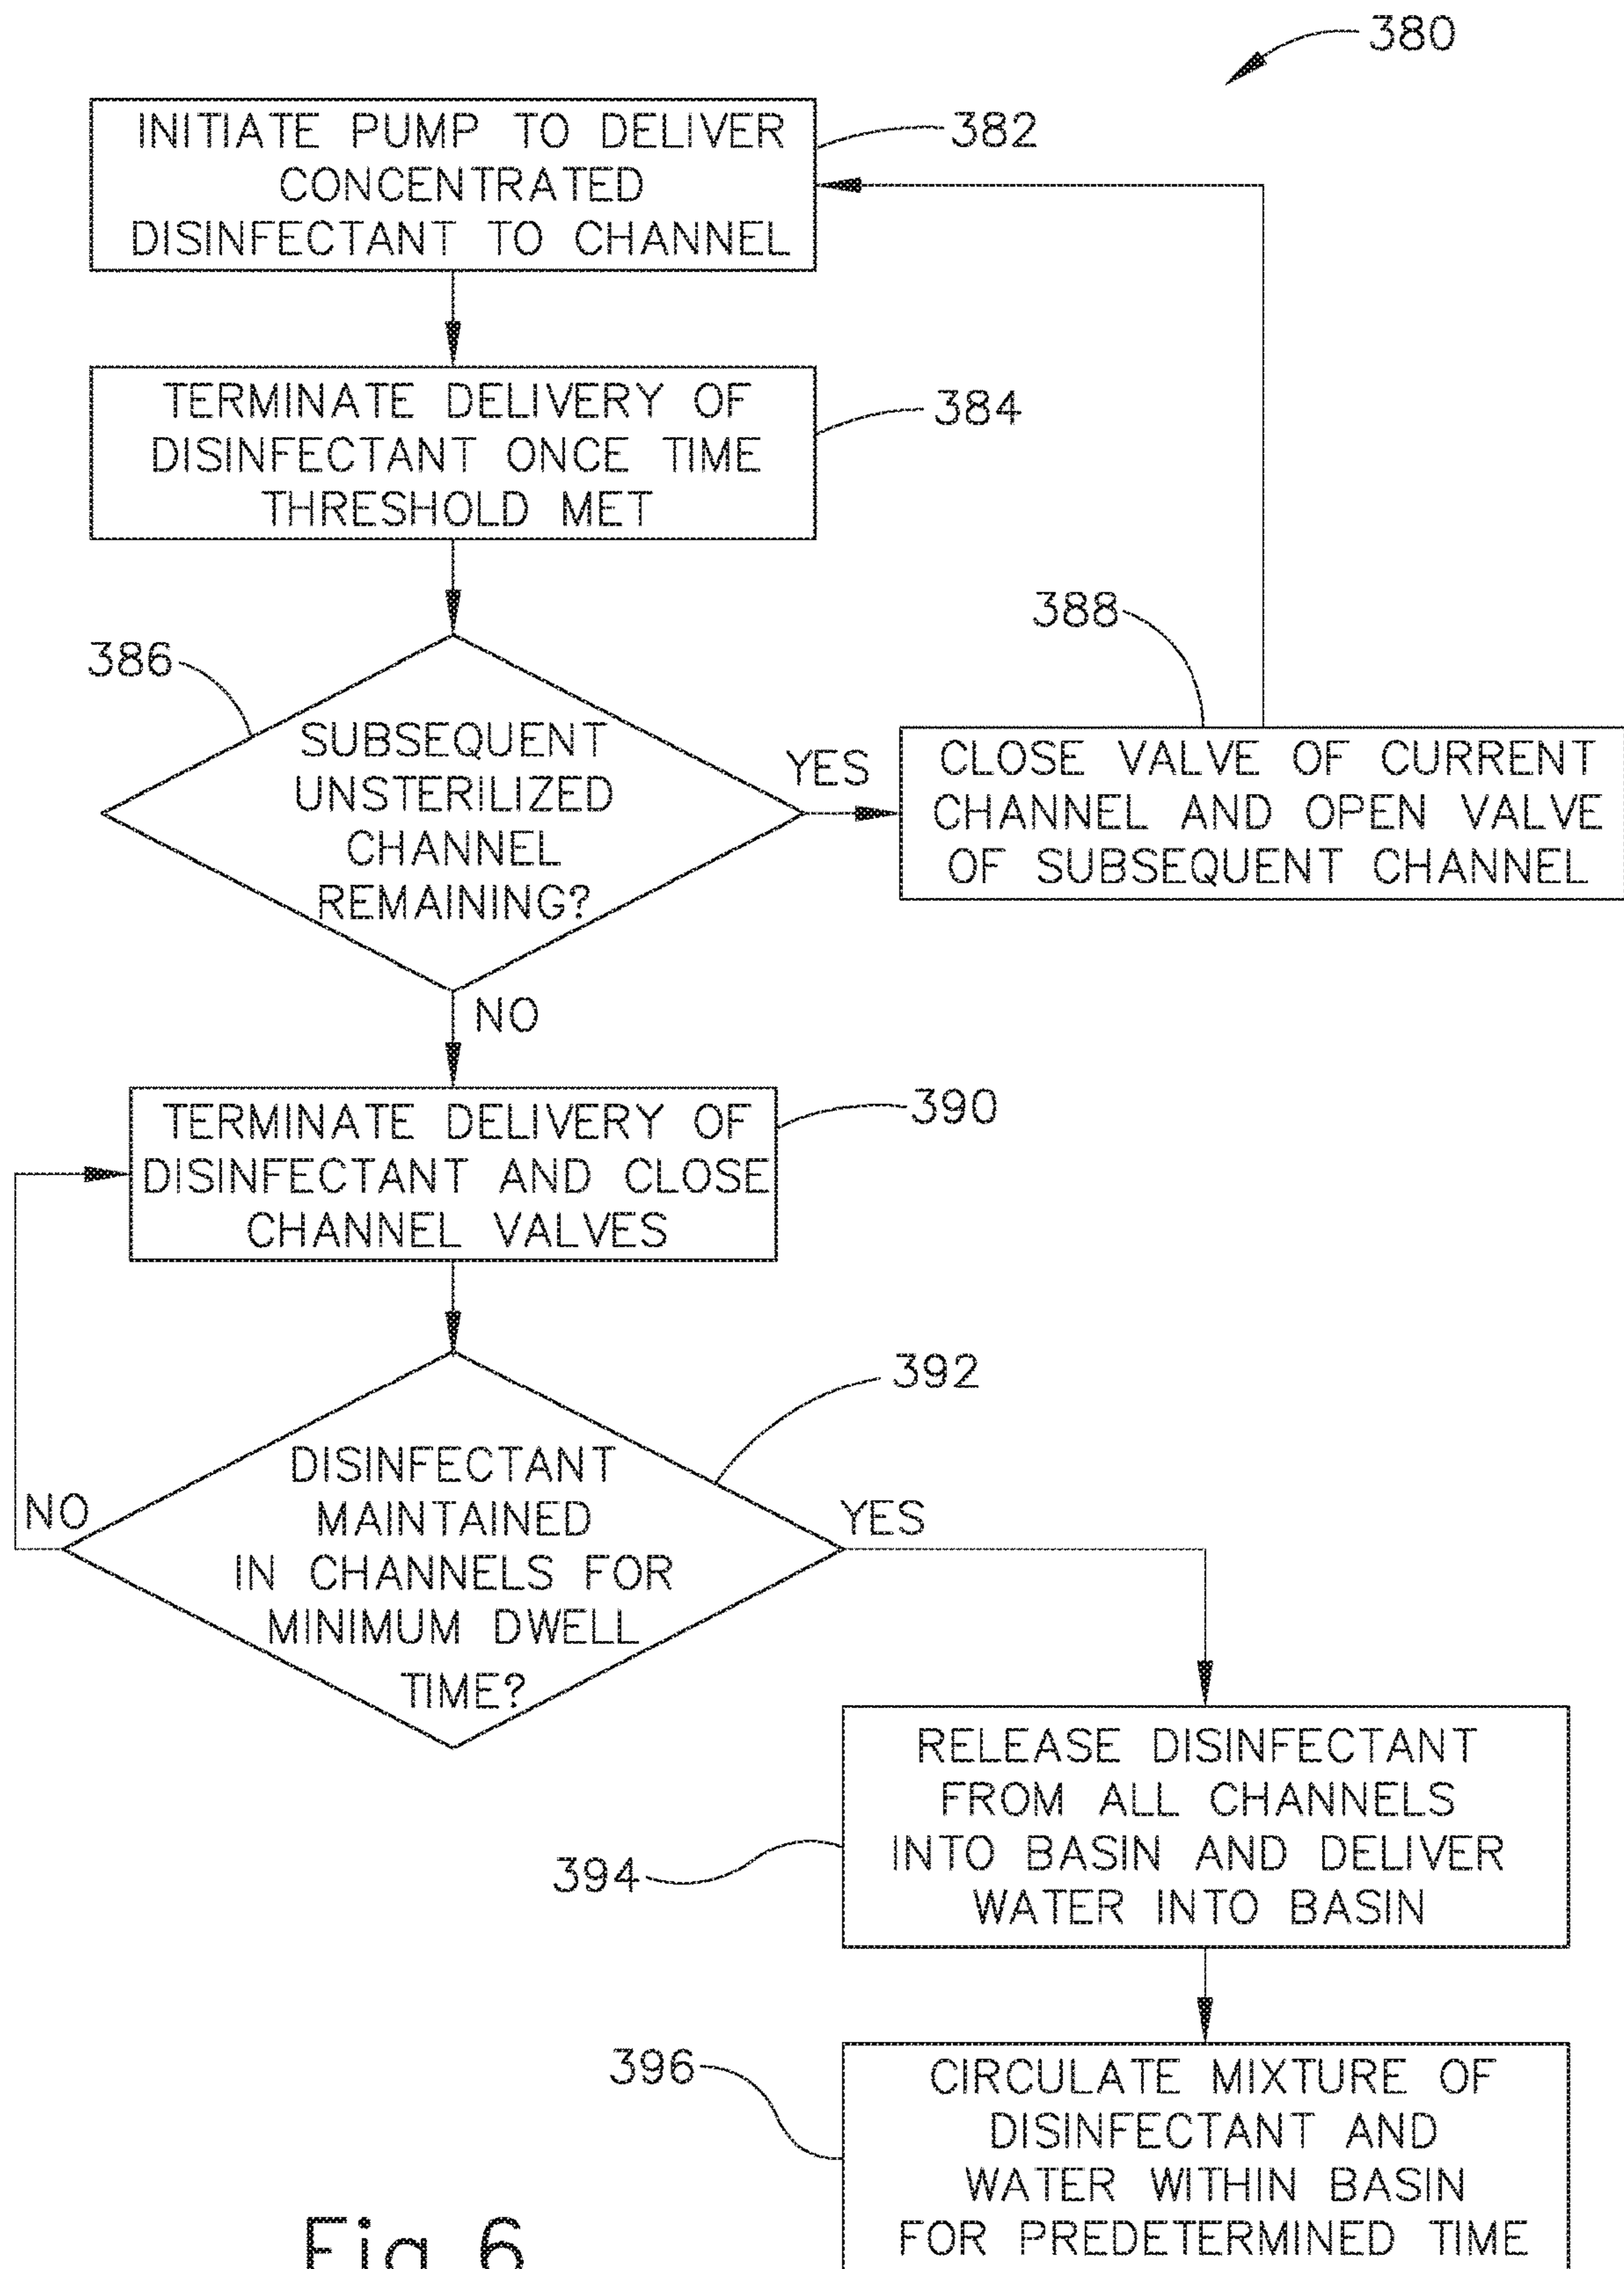 380
INITIATE PUMP TO DELIVER
CONCENTRATED
DISINFECTANT TO CHANNEL
382
TERMINATE DELIVERY OF
DISINFECTANT ONCE TIME
THRESHOLD MET
384
386
SUBSEQUENT
UNSTERILIZED
CHANNEL
REMAINING?
YES
388
CLOSE VALVE OF CURRENT
CHANNEL AND OPEN VALVE
OF SUBSEQUENT CHANNEL
NO
TERMINATE DELIVERY OF
DISINFECTANT AND CLOSE
CHANNEL VALVES
390
392
DISINFECTANT
MAINTAINED
IN CHANNELS FOR
MINIMUM DWELL
TIME?
NO
YES
RELEASE DISINFECTANT
FROM ALL CHANNELS
INTO BASIN AND DELIVER
WATER INTO BASIN
394
396
CIRCULATE MIXTURE OF
DISINFECTANT AND
WATER WITHIN BASIN
FOR PREDETERMINED TIME
Fig. 6